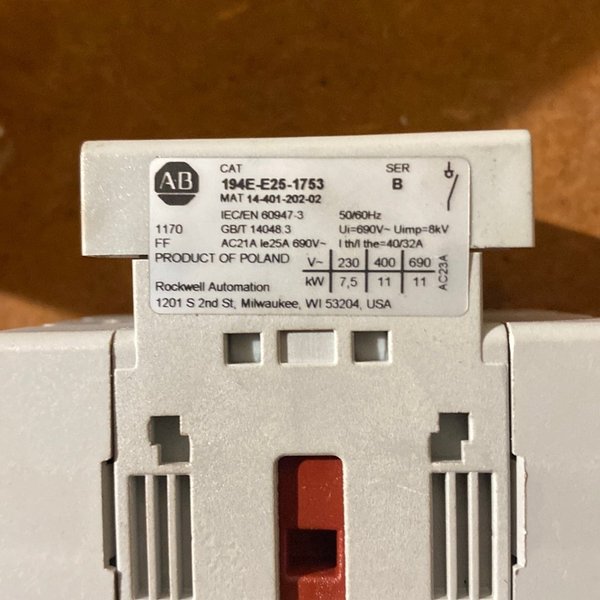 AB
CAT
194E-E25-1753
SER
B
MAT 14-401-202-02
IEC/EN 60947-3 50/60Hz
1170 GB/T 14048.3 Ui=690V~ Uimp=8kV
FF AC21A Ie25A 690V~ I th/I the=40/32A
PRODUCT OF POLAND
V~ 230 400 690
kW 7,5 11 11
AC23A
Rockwell Automation
1201 S 2nd St, Milwaukee, WI 53204, USA